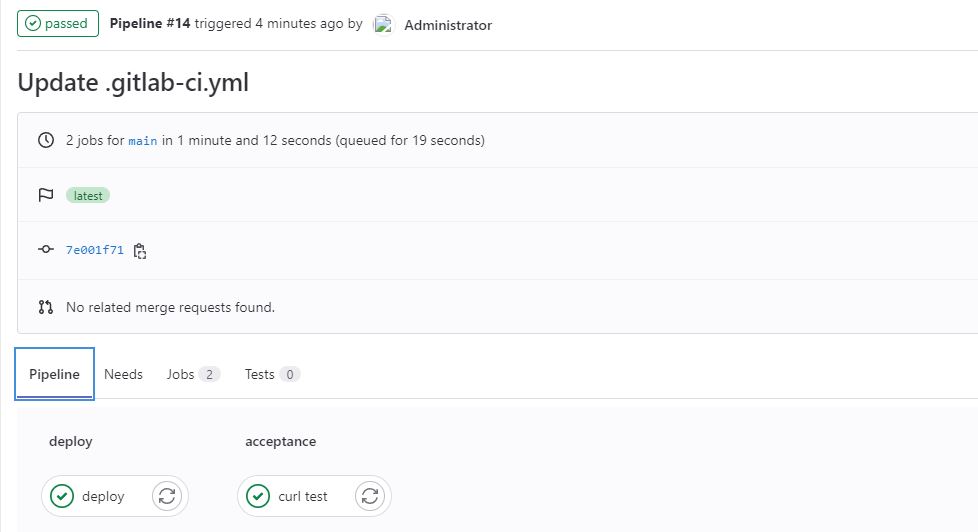 passed Pipeline #14 triggered 4 minutes ago by Administrator
Update .gitlab-ci.yml
2 jobs for main in 1 minute and 12 seconds (queued for 19 seconds)
latest
7e001f71
No related merge requests found.
Pipeline Needs Jobs 2 Tests 0
deploy acceptance
deploy curl test